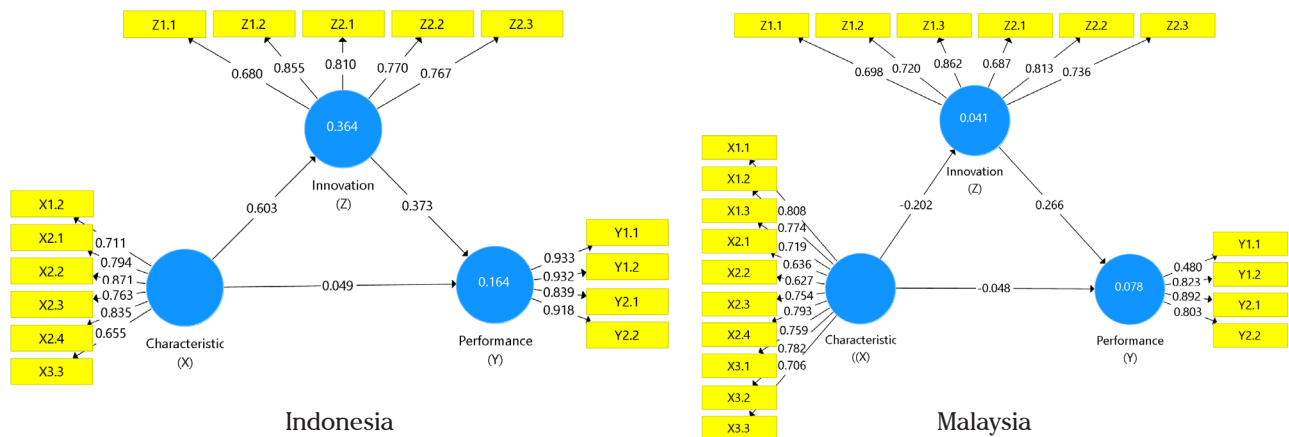 Z1.1 Z1.2 Z2.1 Z2.2 Z2.3
0.680 0.855 0.810 0.770 0.767
0.364
Innovation
(Z)
0.603 0.373
X1.2
X2.1
X2.2
X2.3
X2.4
X3.3
0.711
0.794
0.871
0.763
0.835
0.655
Characteristic
(X)
0.049
0.164
Performance
(Y)
0.933
0.932
0.839
0.918
Y1.1
Y1.2
Y2.1
Y2.2
Indonesia
Z1.1 Z1.2 Z1.3 Z2.1 Z2.2 Z2.3
0.698 0.720 0.862 0.687 0.813 0.736
0.041
Innovation
(Z)
-0.202 0.266
X1.1
X1.2
X1.3
X2.1
X2.2
X2.3
X2.4
X3.1
X3.2
X3.3
0.808
0.774
0.719
0.636
0.627
0.754
0.793
0.759
0.782
0.706
Characteristic
((X)
-0.048
0.078
Performance
(Y)
0.480
0.823
0.892
0.803
Y1.1
Y1.2
Y2.1
Y2.2
Malaysia